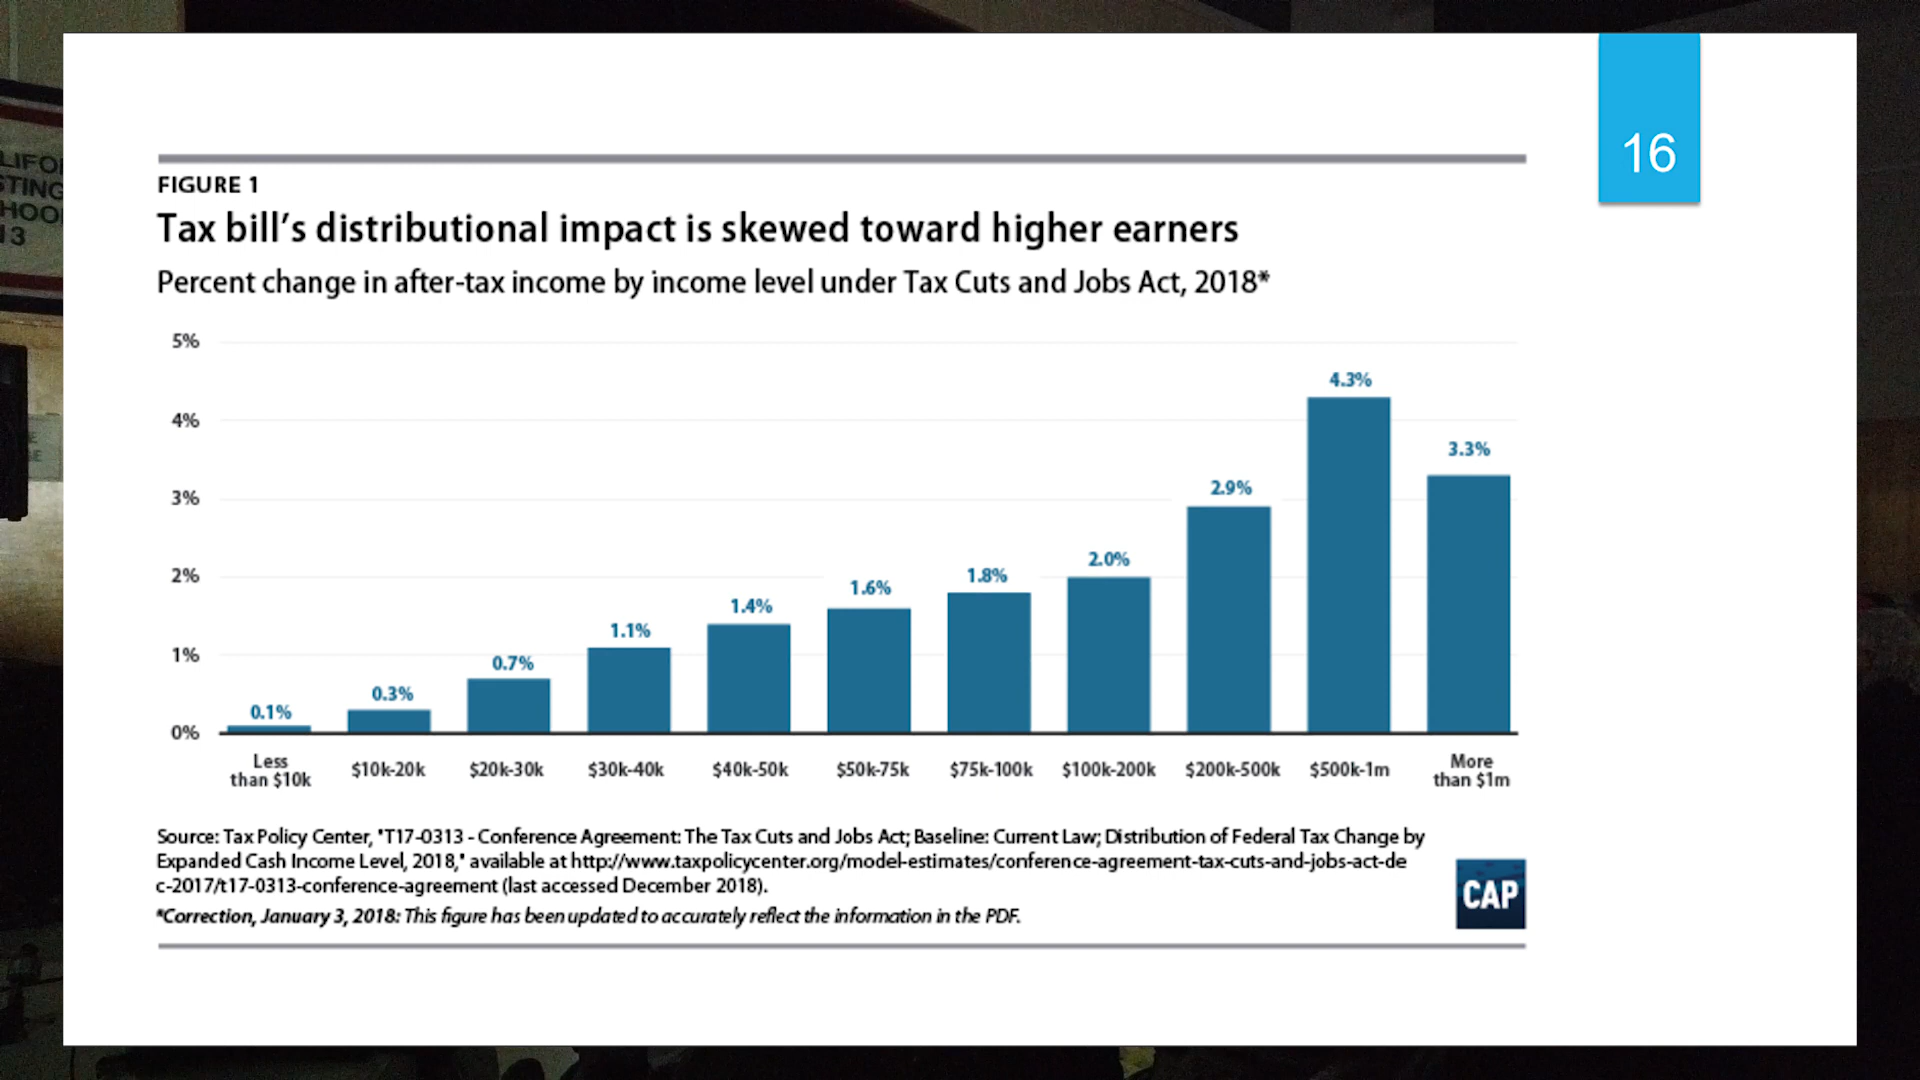 16
FIGURE 1
Tax bill's distributional impact is skewed toward higher earners
Percent change in after-tax income by income level under Tax Cuts and Jobs Act, 2018*
5%
4%
3%
2%
1%
0%
0.1%
0.3%
0.7%
1.1%
1.4%
1.6%
1.8%
2.0%
2.9%
4.3%
3.3%
Less
than $10k
$10k-20k
$20k-30k
$30k-40k
$40k-50k
$50k-75k
$75k-100k
$100k-200k
$200k-500k
$500k-1m
More
than $1m
Source: Tax Policy Center, "T17-0313 - Conference Agreement: The Tax Cuts and Jobs Act; Baseline: Current Law; Distribution of Federal Tax Change by
Expanded Cash Income Level, 2018," available at http://www.taxpolicycenter.org/model-estimates/conference-agreement-tax-cuts-and-jobs-act-de
c-2017/t17-0313-conference-agreement (last accessed December 2018).
*Correction, January 3, 2018: This figure has been updated to accurately reflect the information in the PDF.
CAP
LIFO
STING
HOO
13